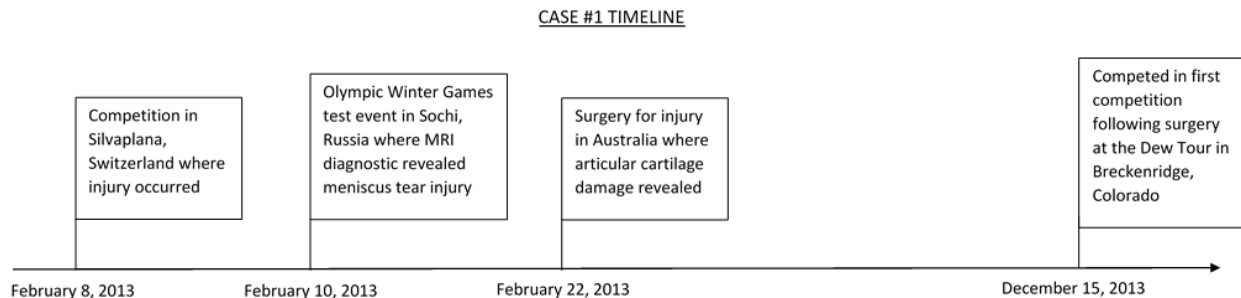 CASE #1 TIMELINE
Competition in
Silvaplana,
Switzerland where
injury occurred
Olympic Winter Games
test event in Sochi,
Russia where MRI
diagnostic revealed
meniscus tear injury
Surgery for injury
in Australia where
articular cartilage
damage revealed
Competed in first
competition
following surgery
at the Dew Tour in
Breckenridge,
Colorado
February 8, 2013
February 10, 2013
February 22, 2013
December 15, 2013